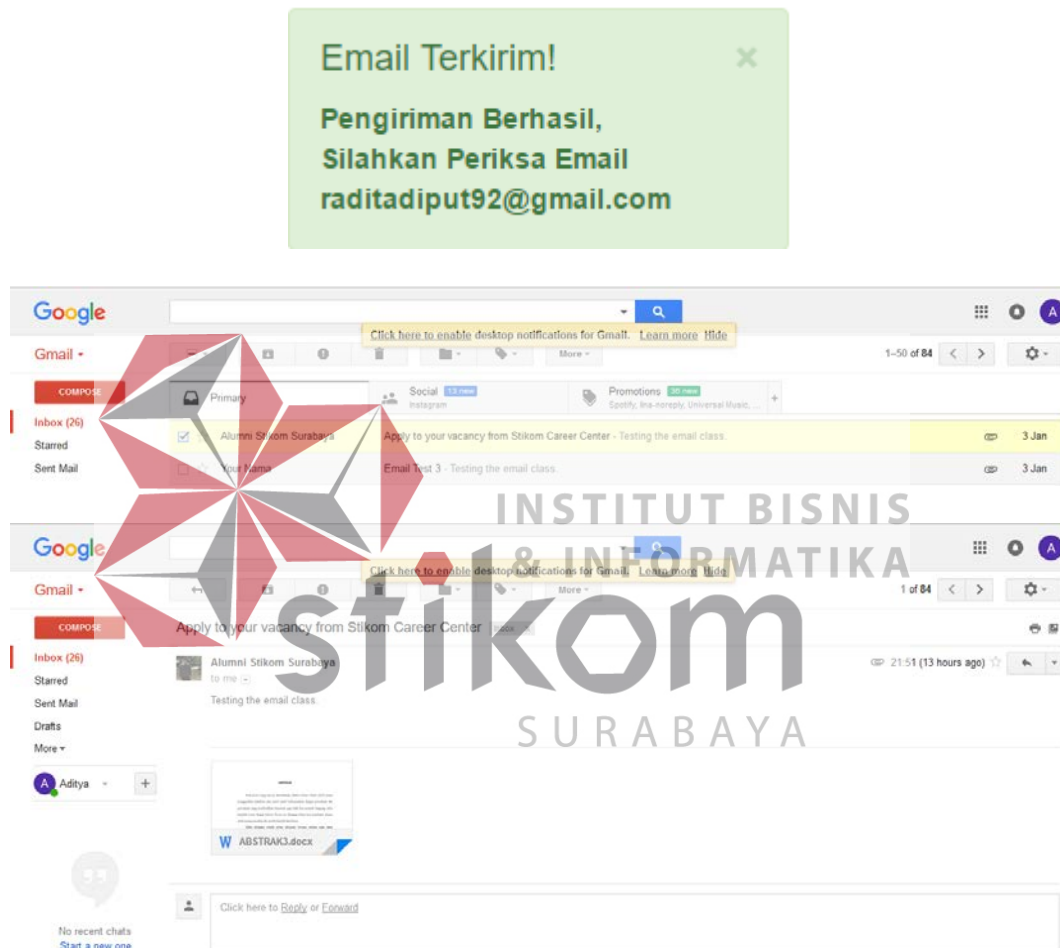 Email Terkirim!
×
Pengiriman Berhasil,
Silahkan Periksa Email
raditadiput92@gmail.com
Google
A
Click here to enable desktop notifications for Gmail. Learn more Hide
Gmail
More
1–50 of 84
COMPOSE
Primary
Social 13 new
Instagram
Promotions 36 new
Spotify, lina-noreply, Universal Music, ...
+
Inbox (26)
Starred
Sent Mail
Alumni Stikom Surabaya
Apply to your vacancy from Stikom Career Center - Testing the email class.
3 Jan
Your Name
Email Test 3 - Testing the email class.
3 Jan
INSTITUT BISNIS
& INFORMATIKA
stikom
SURABAYA
Google
A
Click here to enable desktop notifications for Gmail. Learn more Hide
Gmail
More
1 of 84
COMPOSE
Apply to your vacancy from Stikom Career Center
Inbox x
Inbox (26)
Starred
Sent Mail
Drafts
More
Alumni Stikom Surabaya
to me
21:51 (13 hours ago)
Testing the email class.
A Aditya
+
W ABSTRAK3.docx
Click here to Reply or Forward
No recent chats
Start a new one